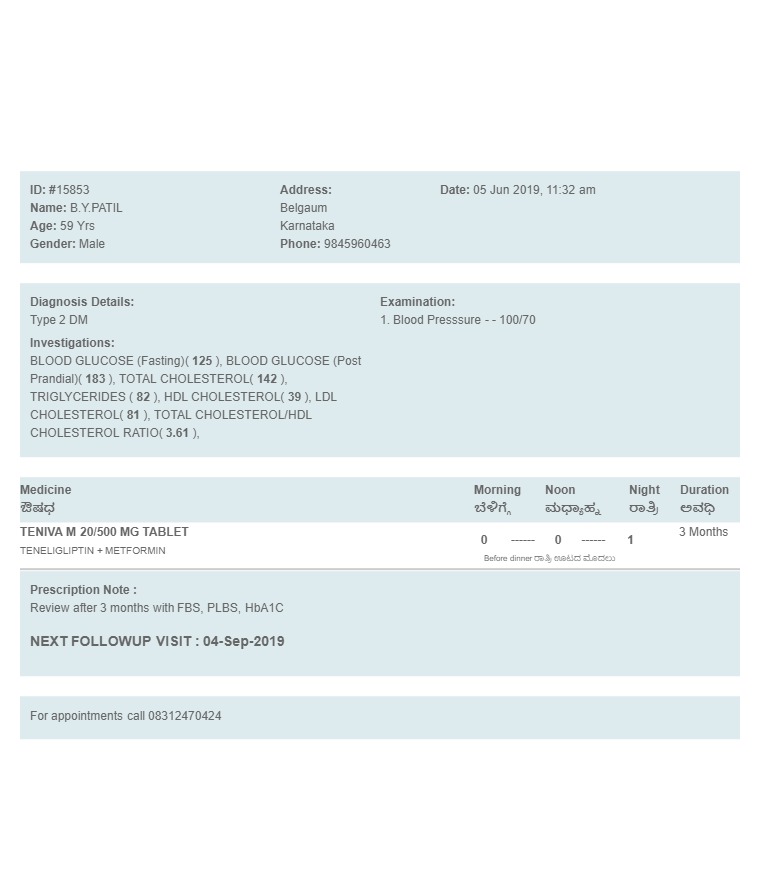 ID: #15853
Name: B.Y.PATIL
Age: 59 Yrs
Gender: Male
Address:
Belgaum
Karnataka
Phone: 9845960463
Date: 05 Jun 2019, 11:32 am
Diagnosis Details:
Type 2 DM
Investigations:
BLOOD GLUCOSE (Fasting)( 125 ), BLOOD GLUCOSE (Post
Prandial)( 183 ), TOTAL CHOLESTEROL( 142 ),
TRIGLYCERIDES ( 82 ), HDL CHOLESTEROL( 39 ), LDL
CHOLESTEROL( 81 ), TOTAL CHOLESTEROL/HDL
CHOLESTEROL RATIO( 3.61 ),
Examination:
1. Blood Presssure - - 100/70
Medicine Morning Noon Night Duration
ಔಷಧ ಬೆಳಿಗ್ಗೆ ಮಧ್ಯಾಹ್ನ ರಾತ್ರಿ ಅವಧಿ
TENIVA M 20/500 MG TABLET 3 Months
0 ------ 0 ------ 1
TENELIGLIPTIN + METFORMIN
Before dinner ರಾತ್ರಿ ಊಟದ ಮೊದಲು
Prescription Note :
Review after 3 months with FBS, PLBS, HbA1C
NEXT FOLLOWUP VISIT : 04-Sep-2019
For appointments call 08312470424